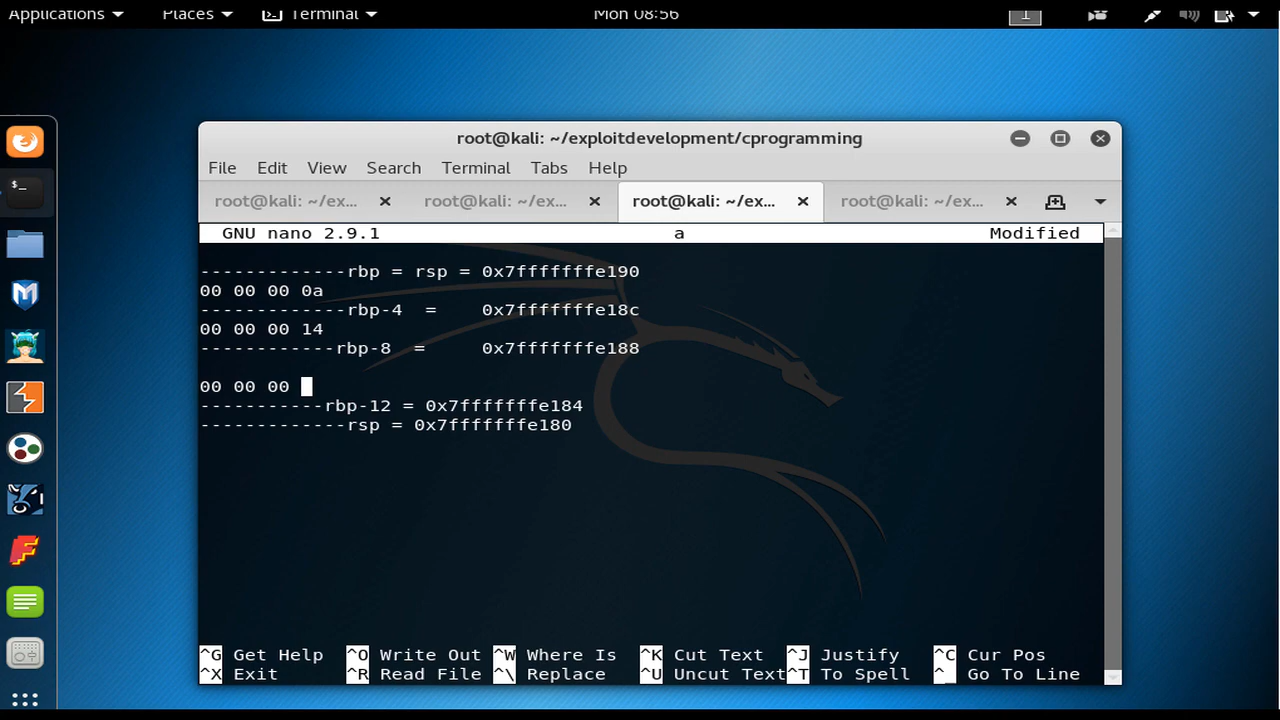 Applications Places Terminal Mon 08:56 1
root@kali: ~/exploitdevelopment/cprogramming
File Edit View Search Terminal Tabs Help
root@kali: ~/ex... root@kali: ~/ex... root@kali: ~/ex... root@kali: ~/ex...
GNU nano 2.9.1 a Modified
-------------rbp = rsp = 0x7fffffffe190
00 00 00 0a
-------------rbp-4  =    0x7fffffffe18c
00 00 00 14
------------rbp-8  =     0x7fffffffe188
00 00 00
-----------rbp-12 = 0x7fffffffe184
-------------rsp = 0x7fffffffe180
^G Get Help ^O Write Out ^W Where Is ^K Cut Text ^J Justify ^C Cur Pos
^X Exit ^R Read File ^\ Replace ^U Uncut Text ^T To Spell ^_ Go To Line